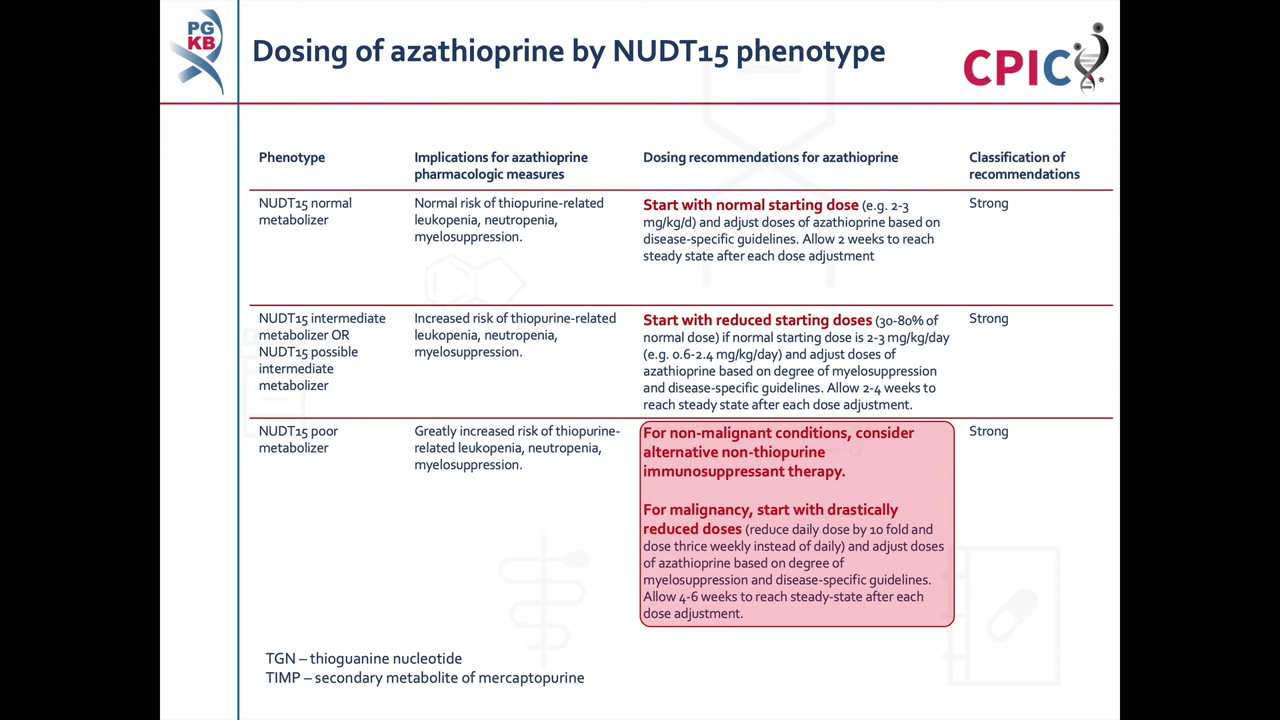 PG
KB
Dosing of azathioprine by NUDT15 phenotype
CPIC
®
Phenotype
Implications for azathioprine
pharmacologic measures
Dosing recommendations for azathioprine
Classification of
recommendations
NUDT15 normal
metabolizer
Normal risk of thiopurine-related
leukopenia, neutropenia,
myelosuppression.
Start with normal starting dose (e.g. 2-3
mg/kg/d) and adjust doses of azathioprine based on
disease-specific guidelines. Allow 2 weeks to reach
steady state after each dose adjustment
Strong
NUDT15 intermediate
metabolizer OR
NUDT15 possible
intermediate
metabolizer
Increased risk of thiopurine-related
leukopenia, neutropenia,
myelosuppression.
Start with reduced starting doses (30-80% of
normal dose) if normal starting dose is 2-3 mg/kg/day
(e.g. 0.6-2.4 mg/kg/day) and adjust doses of
azathioprine based on degree of myelosuppression
and disease-specific guidelines. Allow 2-4 weeks to
reach steady state after each dose adjustment.
Strong
NUDT15 poor
metabolizer
Greatly increased risk of thiopurine-
related leukopenia, neutropenia,
myelosuppression.
For non-malignant conditions, consider
alternative non-thiopurine
immunosuppressant therapy.
For malignancy, start with drastically
reduced doses (reduce daily dose by 10 fold and
dose thrice weekly instead of daily) and adjust doses
of azathioprine based on degree of
myelosuppression and disease-specific guidelines.
Allow 4-6 weeks to reach steady-state after each
dose adjustment.
Strong
TGN – thioguanine nucleotide
TIMP – secondary metabolite of mercaptopurine